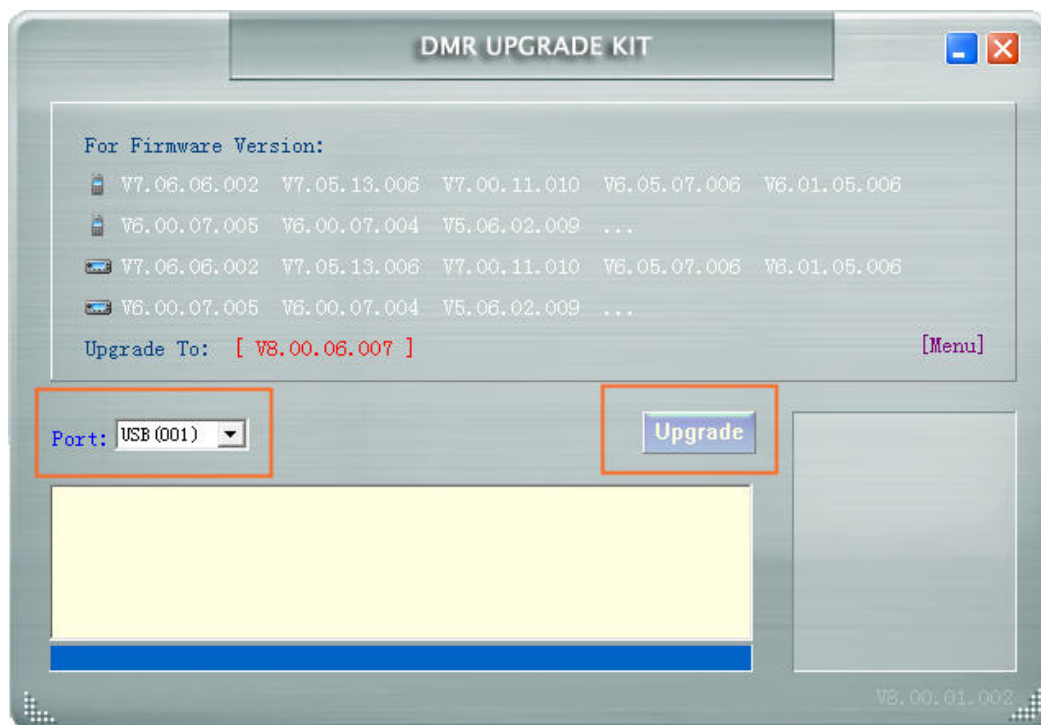 DMR UPGRADE KIT
For Firmware Version:
V7.06.06.002 V7.05.13.006 V7.00.11.010 V6.05.07.006 V6.01.05.006
V6.00.07.005 V6.00.07.004 V5.06.02.009 ...
V7.06.06.002 V7.05.13.006 V7.00.11.010 V6.05.07.006 V6.01.05.006
V6.00.07.005 V6.00.07.004 V5.06.02.009 ...
Upgrade To: [ V8.00.06.007 ] [Menu]
Port: USB(001) Upgrade
V8.00.01.002